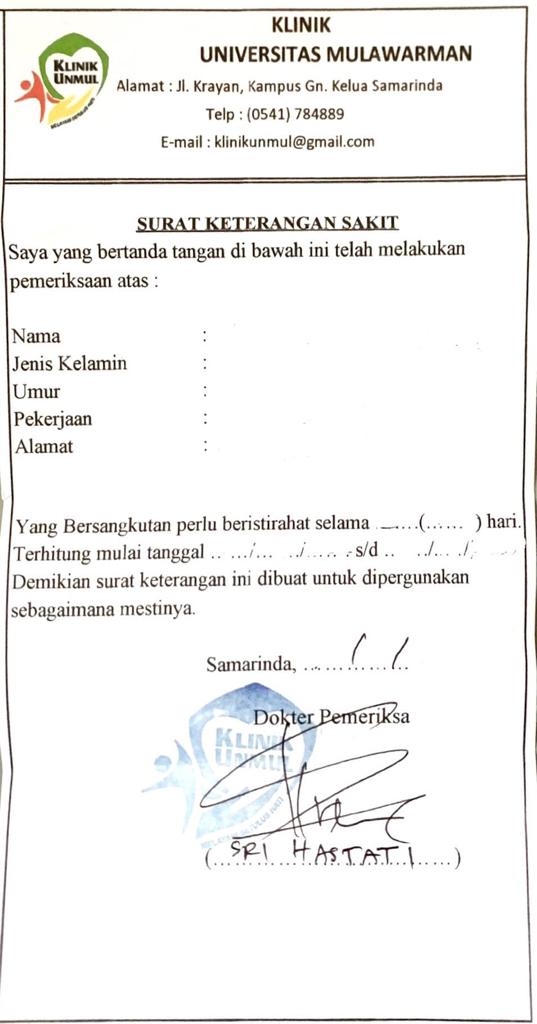 KLINIK
UNIVERSITAS MULAWARMAN
KLINIK
UNMUL
Alamat : Jl. Krayan, Kampus Gn. Kelua Samarinda
Telp : (0541) 784889
E-mail : klinikunmul@gmail.com
SURAT KETERANGAN SAKIT
Saya yang bertanda tangan di bawah ini telah melakukan
pemeriksaan atas :
Nama :
Jenis Kelamin :
Umur :
Pekerjaan :
Alamat :
Yang Bersangkutan perlu beristirahat selama ........(...... ) hari.
Terhitung mulai tanggal .. .../... ../...... s/d .. ../... ./.
Demikian surat keterangan ini dibuat untuk dipergunakan
sebagaimana mestinya.
Samarinda, ....../...../..
Dokter Pemeriksa
KLINIK
UNMUL
(....SRI HASTATI.....)